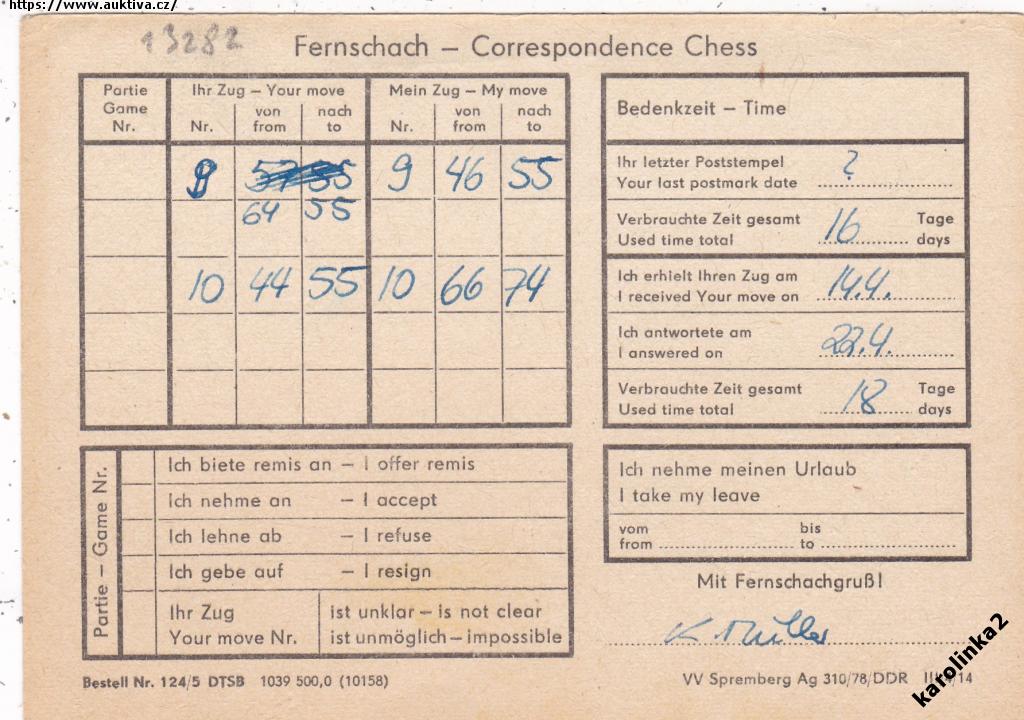 https://www.auktiva.cz/
13282
Fernschach – Correspondence Chess
Partie Game Nr.
Ihr Zug – Your move
Mein Zug – My move
Nr. von from nach to Nr. von from nach to
9 57 55 9 46 55
64 55
10 44 55 10 66 74
Bedenkzeit – Time
Ihr letzter Poststempel
Your last postmark date ?
Verbrauchte Zeit gesamt Tage
Used time total 16 days
Ich erhielt Ihren Zug am
I received Your move on 14.4.
Ich antwortete am
I answered on 22.4.
Verbrauchte Zeit gesamt Tage
Used time total 18 days
Partie – Game Nr.
Ich biete remis an – I offer remis
Ich nehme an – I accept
Ich lehne ab – I refuse
Ich gebe auf – I resign
Ihr Zug ist unklar – is not clear
Your move Nr. ist unmöglich – impossible
Ich nehme meinen Urlaub
I take my leave
vom bis
from to
Mit Fernschachgruß!
K Müller
Bestell Nr. 124/5 DTSB 1039 500,0 (10158)
VV Spremberg Ag 310/78/DDR
karolinka2